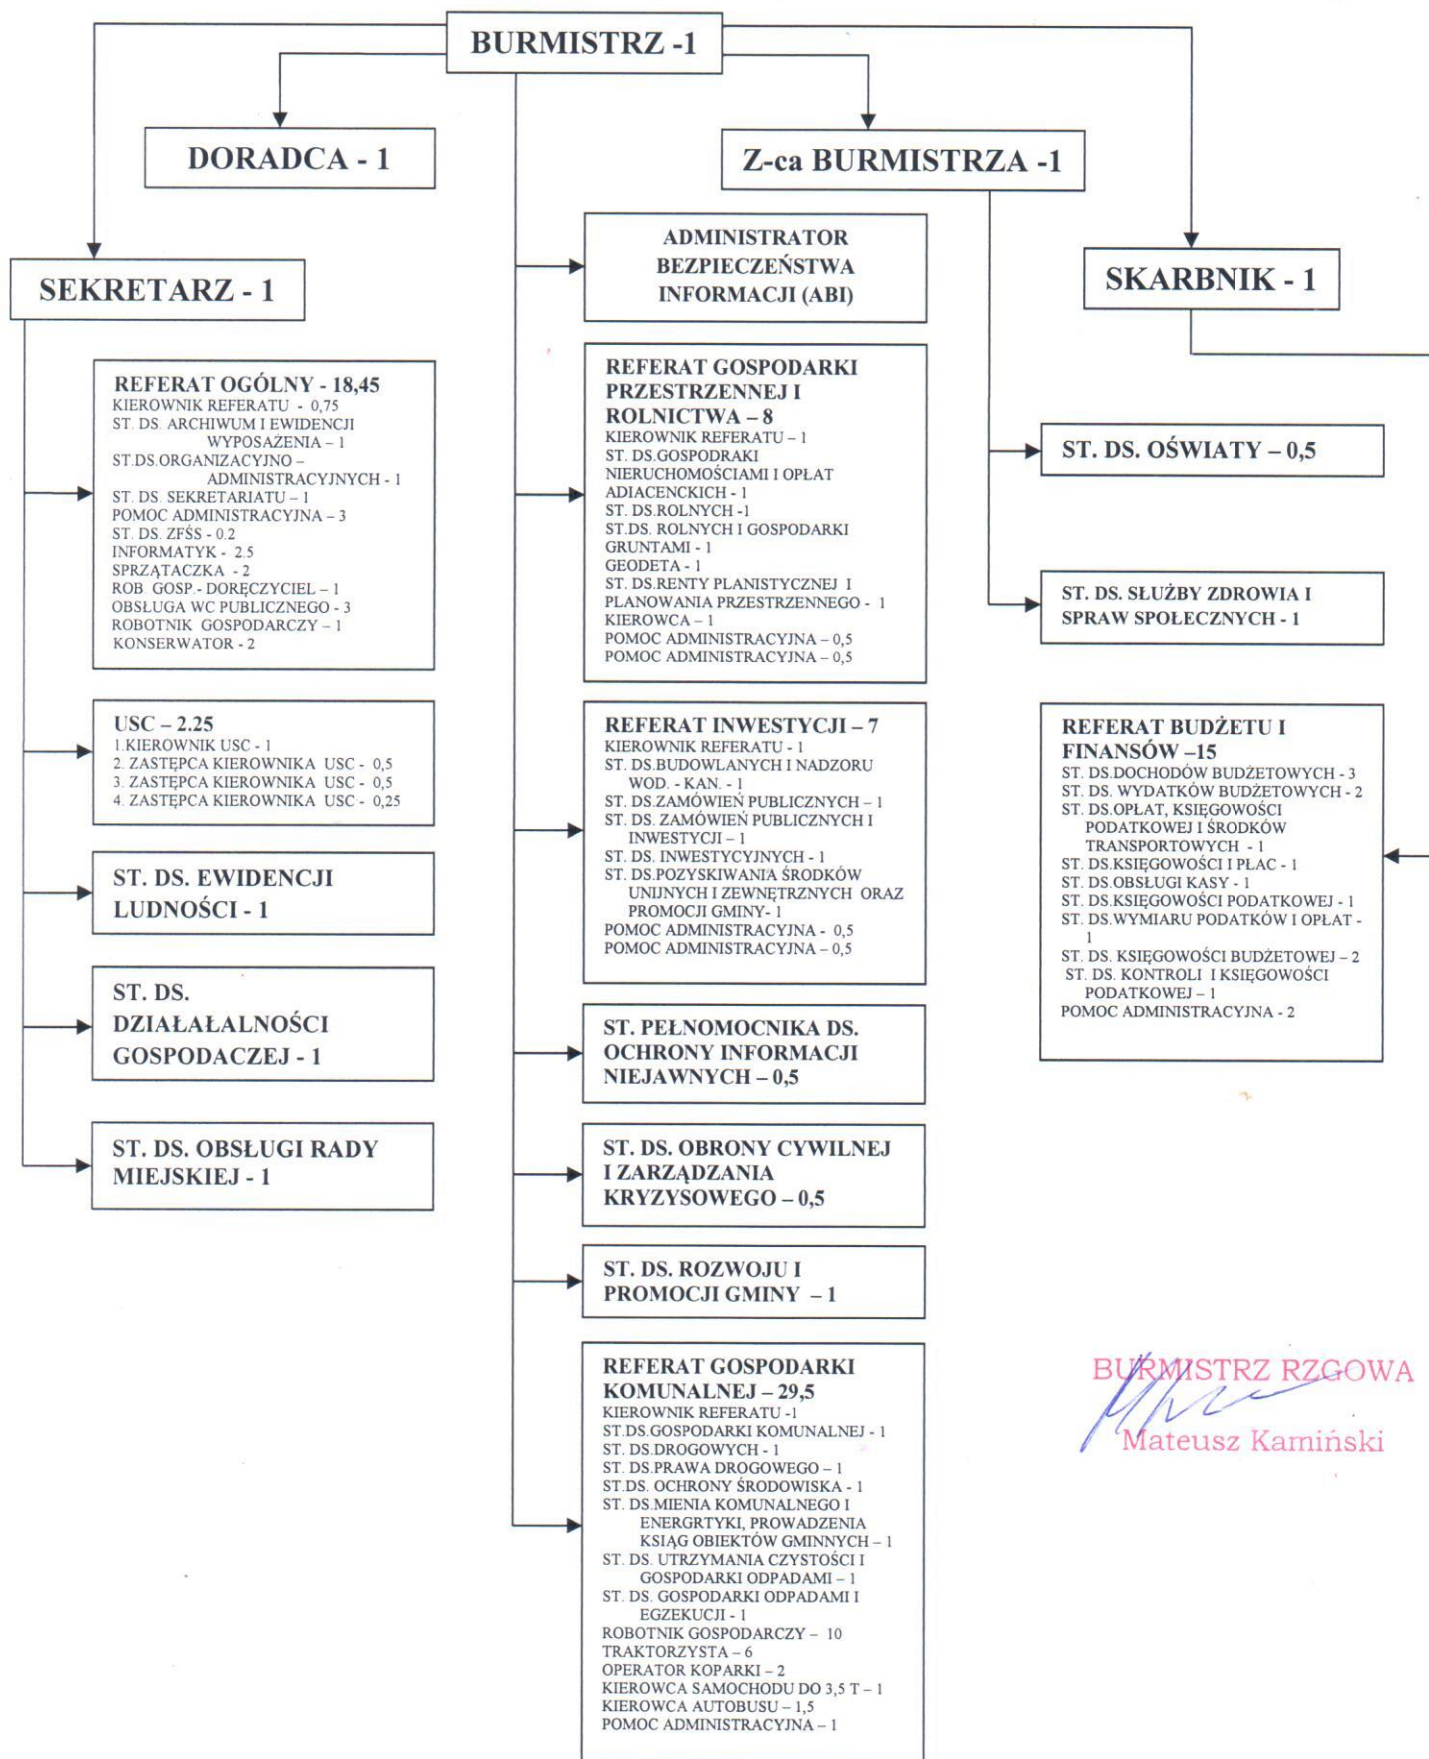 BURMISTRZ -1
DORADCA - 1
Z-ca BURMISTRZA -1
SEKRETARZ - 1
SKARBNIK - 1
REFERAT OGÓLNY - 18,45
KIEROWNIK REFERATU - 0,75
ST. DS. ARCHIWUM I EWIDENCJI
WYPOSAŻENIA – 1
ST.DS.ORGANIZACYJNO –
ADMINISTRACYJNYCH - 1
ST. DS. SEKRETARIATU – 1
POMOC ADMINISTRACYJNA – 3
ST. DS. ZFŚS - 0.2
INFORMATYK - 2.5
SPRZĄTACZKA - 2
ROB GOSP.- DORĘCZYCIEL – 1
OBSŁUGA WC PUBLICZNEGO - 3
ROBOTNIK GOSPODARCZY – 1
KONSERWATOR - 2
USC – 2.25
1.KIEROWNIK USC - 1
2. ZASTĘPCA KIEROWNIKA USC - 0,5
3. ZASTĘPCA KIEROWNIKA USC - 0,5
4. ZASTĘPCA KIEROWNIKA USC - 0,25
ST. DS. EWIDENCJI
LUDNOŚCI - 1
ST. DS.
DZIAŁAŁALNOŚCI
GOSPODACZEJ - 1
ST. DS. OBSŁUGI RADY
MIEJSKIEJ - 1
ADMINISTRATOR
BEZPIECZEŃSTWA
INFORMACJI (ABI)
REFERAT GOSPODARKI
PRZESTRZENNEJ I
ROLNICTWA – 8
KIEROWNIK REFERATU – 1
ST. DS.GOSPODRAKI
NIERUCHOMOŚCIAMI I OPŁAT
ADIACENCKICH - 1
ST. DS.ROLNYCH -1
ST.DS. ROLNYCH I GOSPODARKI
GRUNTAMI - 1
GEODETA - 1
ST. DS.RENTY PLANISTYCZNEJ I
PLANOWANIA PRZESTRZENNEGO - 1
KIEROWCA – 1
POMOC ADMINISTRACYJNA – 0,5
POMOC ADMINISTRACYJNA – 0,5
REFERAT INWESTYCJI – 7
KIEROWNIK REFERATU - 1
ST. DS.BUDOWLANYCH I NADZORU
WOD. - KAN. - 1
ST. DS.ZAMÓWIEŃ PUBLICZNYCH – 1
ST. DS. ZAMÓWIEŃ PUBLICZNYCH I
INWESTYCJI – 1
ST. DS. INWESTYCYJNYCH - 1
ST. DS.POZYSKIWANIA ŚRODKÓW
UNIJNYCH I ZEWNĘTRZNYCH ORAZ
PROMOCJI GMINY- 1
POMOC ADMINISTRACYJNA - 0,5
POMOC ADMINISTRACYJNA – 0,5
ST. PEŁNOMOCNIKA DS.
OCHRONY INFORMACJI
NIEJAWNYCH – 0,5
ST. DS. OBRONY CYWILNEJ
I ZARZĄDZANIA
KRYZYSOWEGO – 0,5
ST. DS. ROZWOJU I
PROMOCJI GMINY – 1
REFERAT GOSPODARKI
KOMUNALNEJ – 29,5
KIEROWNIK REFERATU -1
ST.DS.GOSPODARKI KOMUNALNEJ - 1
ST. DS.DROGOWYCH - 1
ST. DS.PRAWA DROGOWEGO – 1
ST.DS. OCHRONY ŚRODOWISKA - 1
ST. DS.MIENIA KOMUNALNEGO I
ENERGRTYKI, PROWADZENIA
KSIĄG OBIEKTÓW GMINNYCH – 1
ST. DS. UTRZYMANIA CZYSTOŚCI I
GOSPODARKI ODPADAMI – 1
ST. DS. GOSPODARKI ODPADAMI I
EGZEKUCJI - 1
ROBOTNIK GOSPODARCZY – 10
TRAKTORZYSTA – 6
OPERATOR KOPARKI – 2
KIEROWCA SAMOCHODU DO 3,5 T – 1
KIEROWCA AUTOBUSU – 1,5
POMOC ADMINISTRACYJNA – 1
ST. DS. OŚWIATY – 0,5
ST. DS. SŁUŻBY ZDROWIA I
SPRAW SPOŁECZNYCH - 1
REFERAT BUDŻETU I
FINANSÓW –15
ST. DS.DOCHODÓW BUDŻETOWYCH - 3
ST. DS. WYDATKÓW BUDŻETOWYCH - 2
ST. DS.OPŁAT, KSIĘGOWOŚCI
PODATKOWEJ I ŚRODKÓW
TRANSPORTOWYCH - 1
ST. DS.KSIĘGOWOŚCI I PŁAC - 1
ST. DS.OBSŁUGI KASY - 1
ST. DS.KSIĘGOWOŚCI PODATKOWEJ - 1
ST. DS.WYMIARU PODATKÓW I OPŁAT -
1
ST. DS. KSIĘGOWOŚCI BUDŻETOWEJ – 2
ST. DS. KONTROLI I KSIĘGOWOŚCI
PODATKOWEJ – 1
POMOC ADMINISTRACYJNA - 2
BURMISTRZ RZGOWA
Mateusz Kamiński